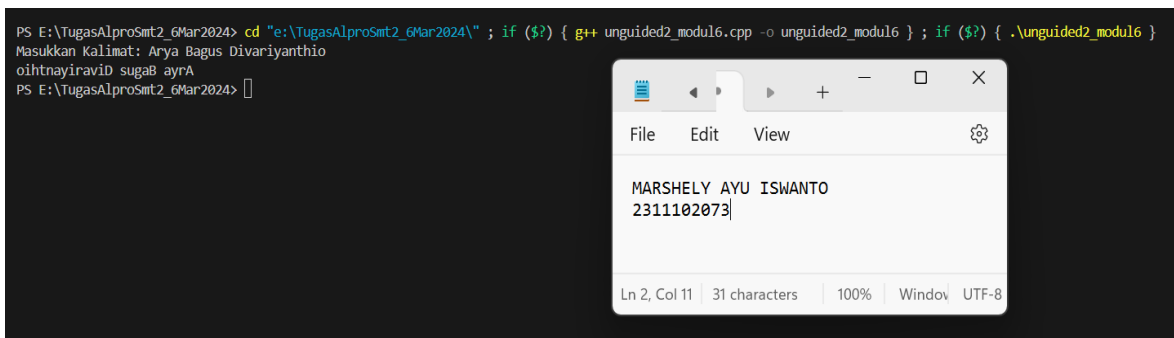 PS E:\TugasAlproSmt2_6Mar2024> cd "e:\TugasAlproSmt2_6Mar2024\" ; if ($?) { g++ unguided2_modul6.cpp -o unguided2_modul6 } ; if ($?) { .\unguided2_modul6 }
Masukkan Kalimat: Arya Bagus Divariyanthio
oihtnayiraviD sugaB ayrA
PS E:\TugasAlproSmt2_6Mar2024>
File Edit View
MARSHELY AYU ISWANTO
2311102073
Ln 2, Col 11 31 characters 100% Window UTF-8